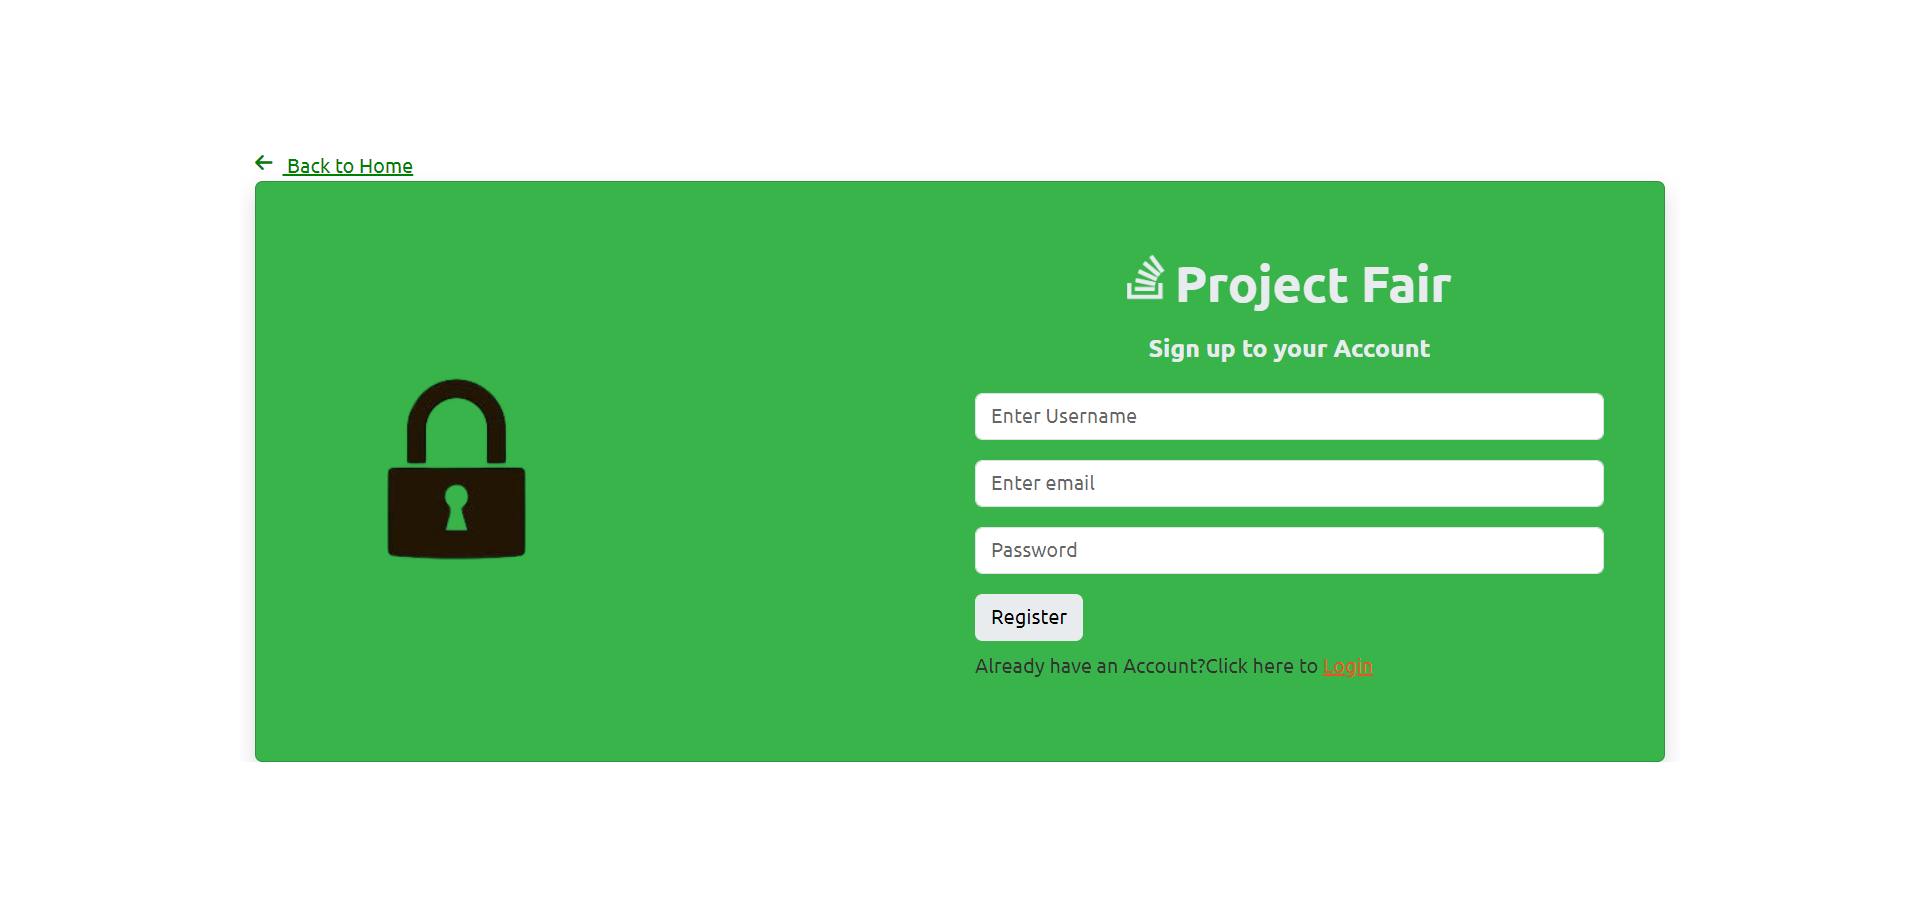 Back to Home
Project Fair
Sign up to your Account
Enter Username
Enter email
Password
Register
Already have an Account?Click here to Login